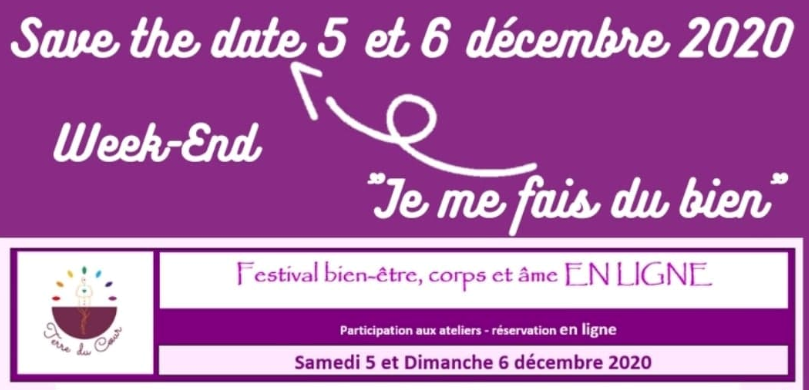 Save the date 5 et 6 décembre 2020
Week-End
"Je me fais du bien"
Festival bien-être, corps et âme EN LIGNE
Participation aux ateliers - réservation en ligne
Terre du Cœur
Samedi 5 et Dimanche 6 décembre 2020